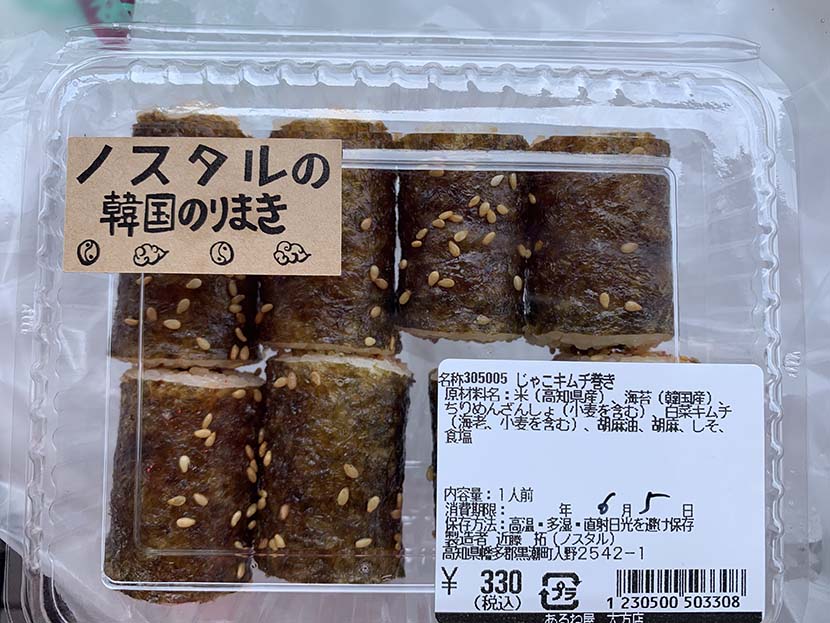 ノスタルの
韓国のりまき
名称305005 じゃこキムチ巻き
原材料名：米（高知県産）、海苔（韓国産）、
ちりめんざんしょ（小麦を含む）、白菜キムチ
（海老、小麦を含む）、胡麻油、胡麻、しそ、
食塩
内容量：1人前
消費期限： 年 6月 5 日
保存方法：高温・多湿・直射日光を避け保存
製造者 近藤 拓（ノスタル）
高知県幡多郡黒潮町入野2542-1
¥ 330
(税込)
プラ
1 230500 503308
あるね屋 大方店